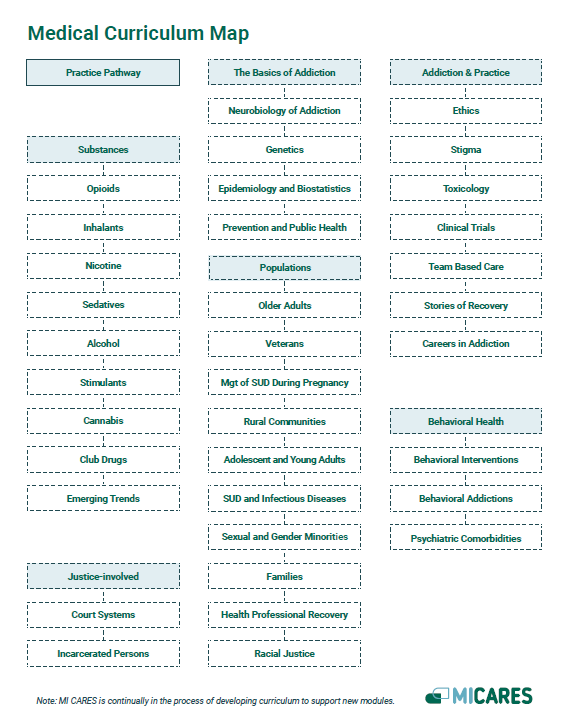 Medical Curriculum Map
Practice Pathway
Substances
Opioids
Inhalants
Nicotine
Sedatives
Alcohol
Stimulants
Cannabis
Club Drugs
Emerging Trends
Justice-involved
Court Systems
Incarcerated Persons
The Basics of Addiction
Neurobiology of Addiction
Genetics
Epidemiology and Biostatistics
Prevention and Public Health
Populations
Older Adults
Veterans
Mgt of SUD During Pregnancy
Rural Communities
Adolescent and Young Adults
SUD and Infectious Diseases
Sexual and Gender Minorities
Families
Health Professional Recovery
Racial Justice
Addiction & Practice
Ethics
Stigma
Toxicology
Clinical Trials
Team Based Care
Stories of Recovery
Careers in Addiction
Behavioral Health
Behavioral Interventions
Behavioral Addictions
Psychiatric Comorbidities
Note: MI CARES is continually in the process of developing curriculum to support new modules.
MICARES